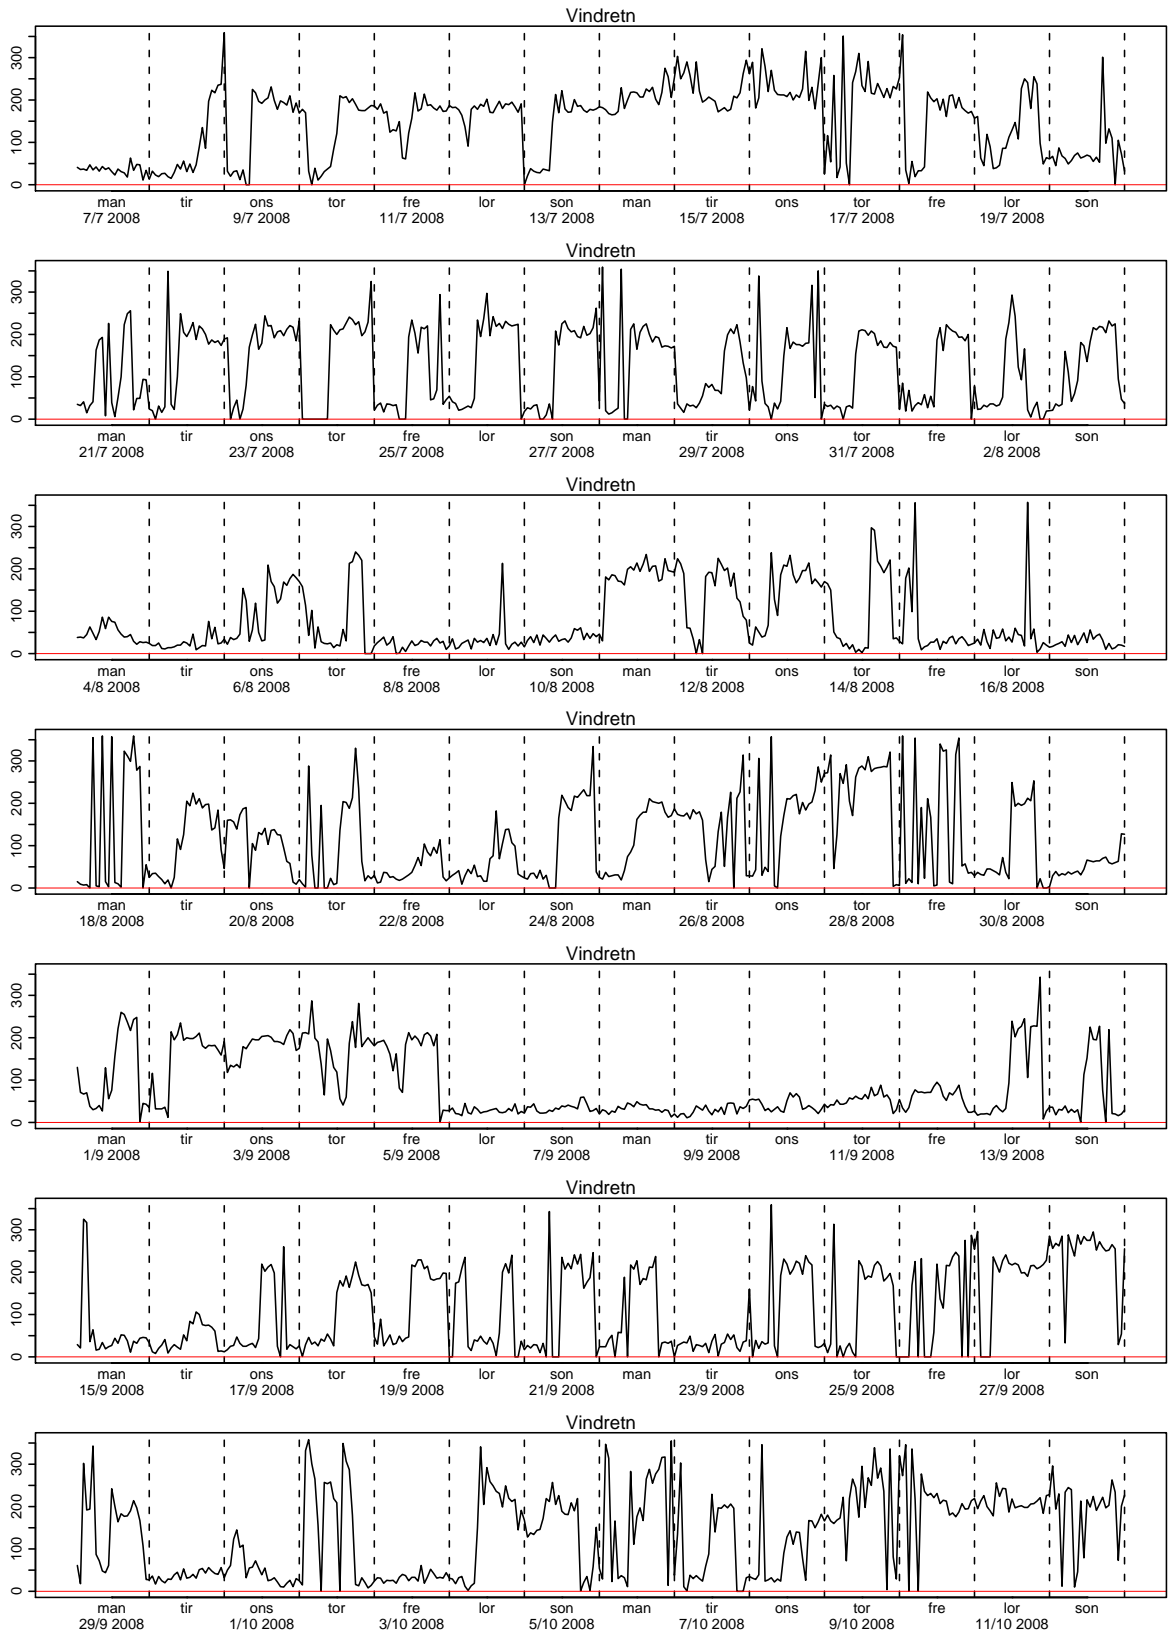 Vindretn
0 100 200 300
man tir ons tor fre lor son man tir ons tor fre lor son
7/7 2008 9/7 2008 11/7 2008 13/7 2008 15/7 2008 17/7 2008 19/7 2008
Vindretn
0 100 200 300
man tir ons tor fre lor son man tir ons tor fre lor son
21/7 2008 23/7 2008 25/7 2008 27/7 2008 29/7 2008 31/7 2008 2/8 2008
Vindretn
0 100 200 300
man tir ons tor fre lor son man tir ons tor fre lor son
4/8 2008 6/8 2008 8/8 2008 10/8 2008 12/8 2008 14/8 2008 16/8 2008
Vindretn
0 100 200 300
man tir ons tor fre lor son man tir ons tor fre lor son
18/8 2008 20/8 2008 22/8 2008 24/8 2008 26/8 2008 28/8 2008 30/8 2008
Vindretn
0 100 200 300
man tir ons tor fre lor son man tir ons tor fre lor son
1/9 2008 3/9 2008 5/9 2008 7/9 2008 9/9 2008 11/9 2008 13/9 2008
Vindretn
0 100 200 300
man tir ons tor fre lor son man tir ons tor fre lor son
15/9 2008 17/9 2008 19/9 2008 21/9 2008 23/9 2008 25/9 2008 27/9 2008
Vindretn
0 100 200 300
man tir ons tor fre lor son man tir ons tor fre lor son
29/9 2008 1/10 2008 3/10 2008 5/10 2008 7/10 2008 9/10 2008 11/10 2008